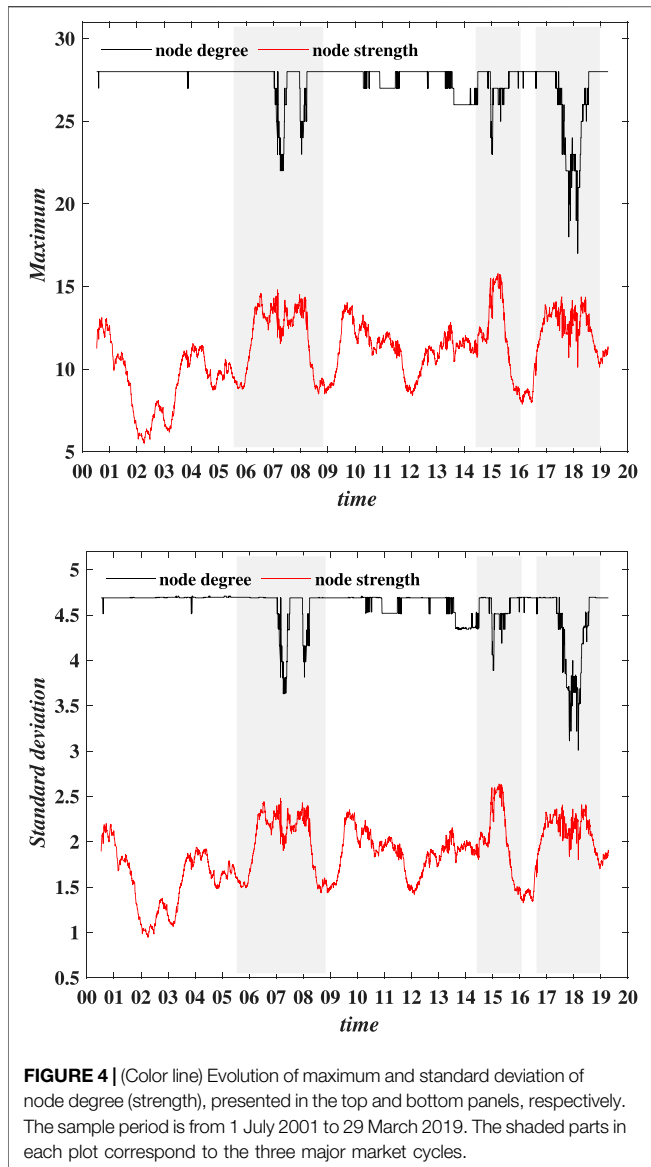 30
25
20
15
10
5
Maximum
node degree node strength
00 01 02 03 04 05 06 07 08 09 10 11 12 13 14 15 16 17 18 19 20
time
5
4.5
4
3.5
3
2.5
2
1.5
1
0.5
Standard deviation
node degree node strength
00 01 02 03 04 05 06 07 08 09 10 11 12 13 14 15 16 17 18 19 20
time
FIGURE 4 | (Color line) Evolution of maximum and standard deviation of
node degree (strength), presented in the top and bottom panels, respectively.
The sample period is from 1 July 2001 to 29 March 2019. The shaded parts in
each plot correspond to the three major market cycles.